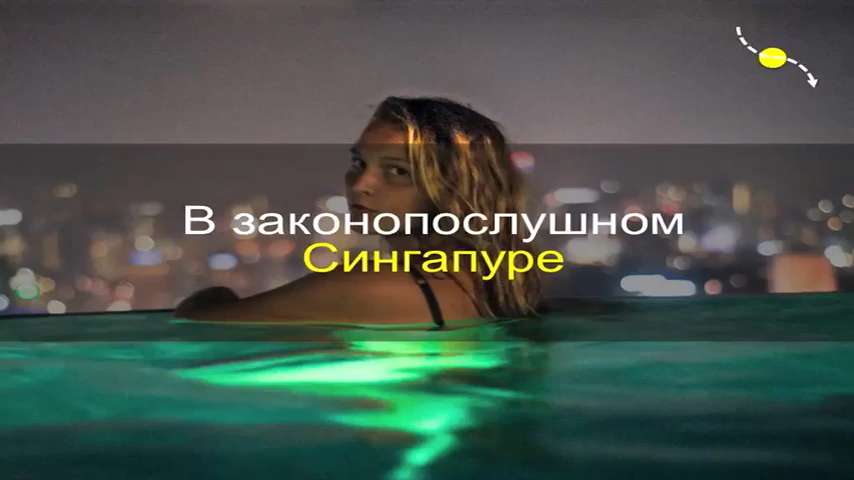 В законопослушном
Сингапуре